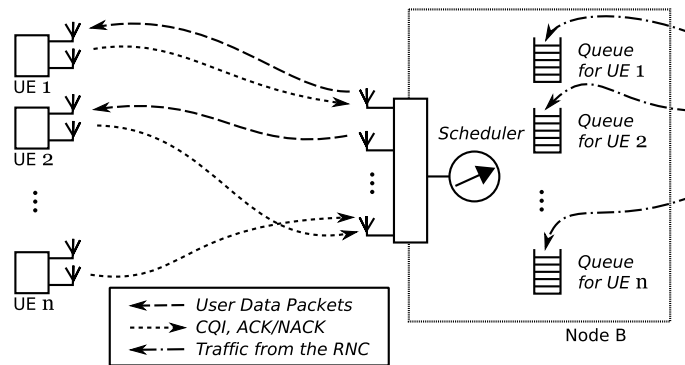 UE 1
UE 2
UE n
Scheduler
Queue
for UE 1
Queue
for UE 2
Queue
for UE n
User Data Packets
CQI, ACK/NACK
Traffic from the RNC
Node B